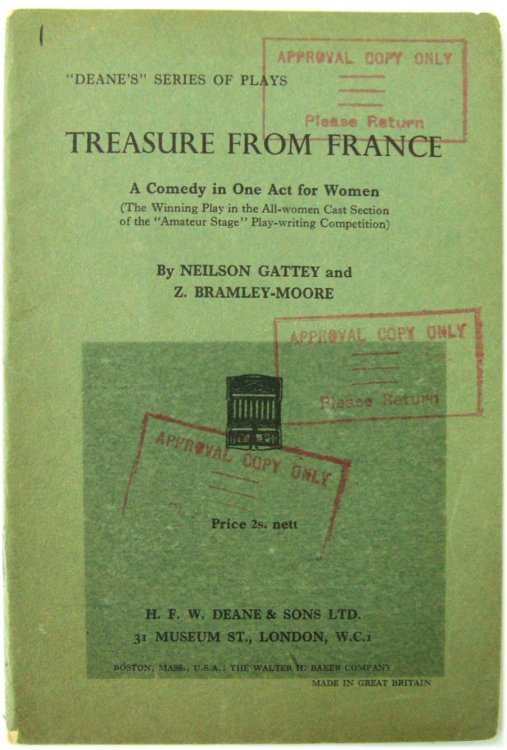 1
APPROVAL COPY ONLY
Please Return
"DEANE'S" SERIES OF PLAYS
TREASURE FROM FRANCE
A Comedy in One Act for Women
(The Winning Play in the All-women Cast Section
of the "Amateur Stage" Play-writing Competition)
By NEILSON GATTEY and
Z. BRAMLEY-MOORE
APPROVAL COPY ONLY
Please Return
APPROVAL COPY ONLY
Price 2s. nett
H. F. W. DEANE & SONS LTD.
31 MUSEUM ST., LONDON, W.C.1
BOSTON, MASS., U.S.A.: THE WALTER H. BAKER COMPANY
MADE IN GREAT BRITAIN